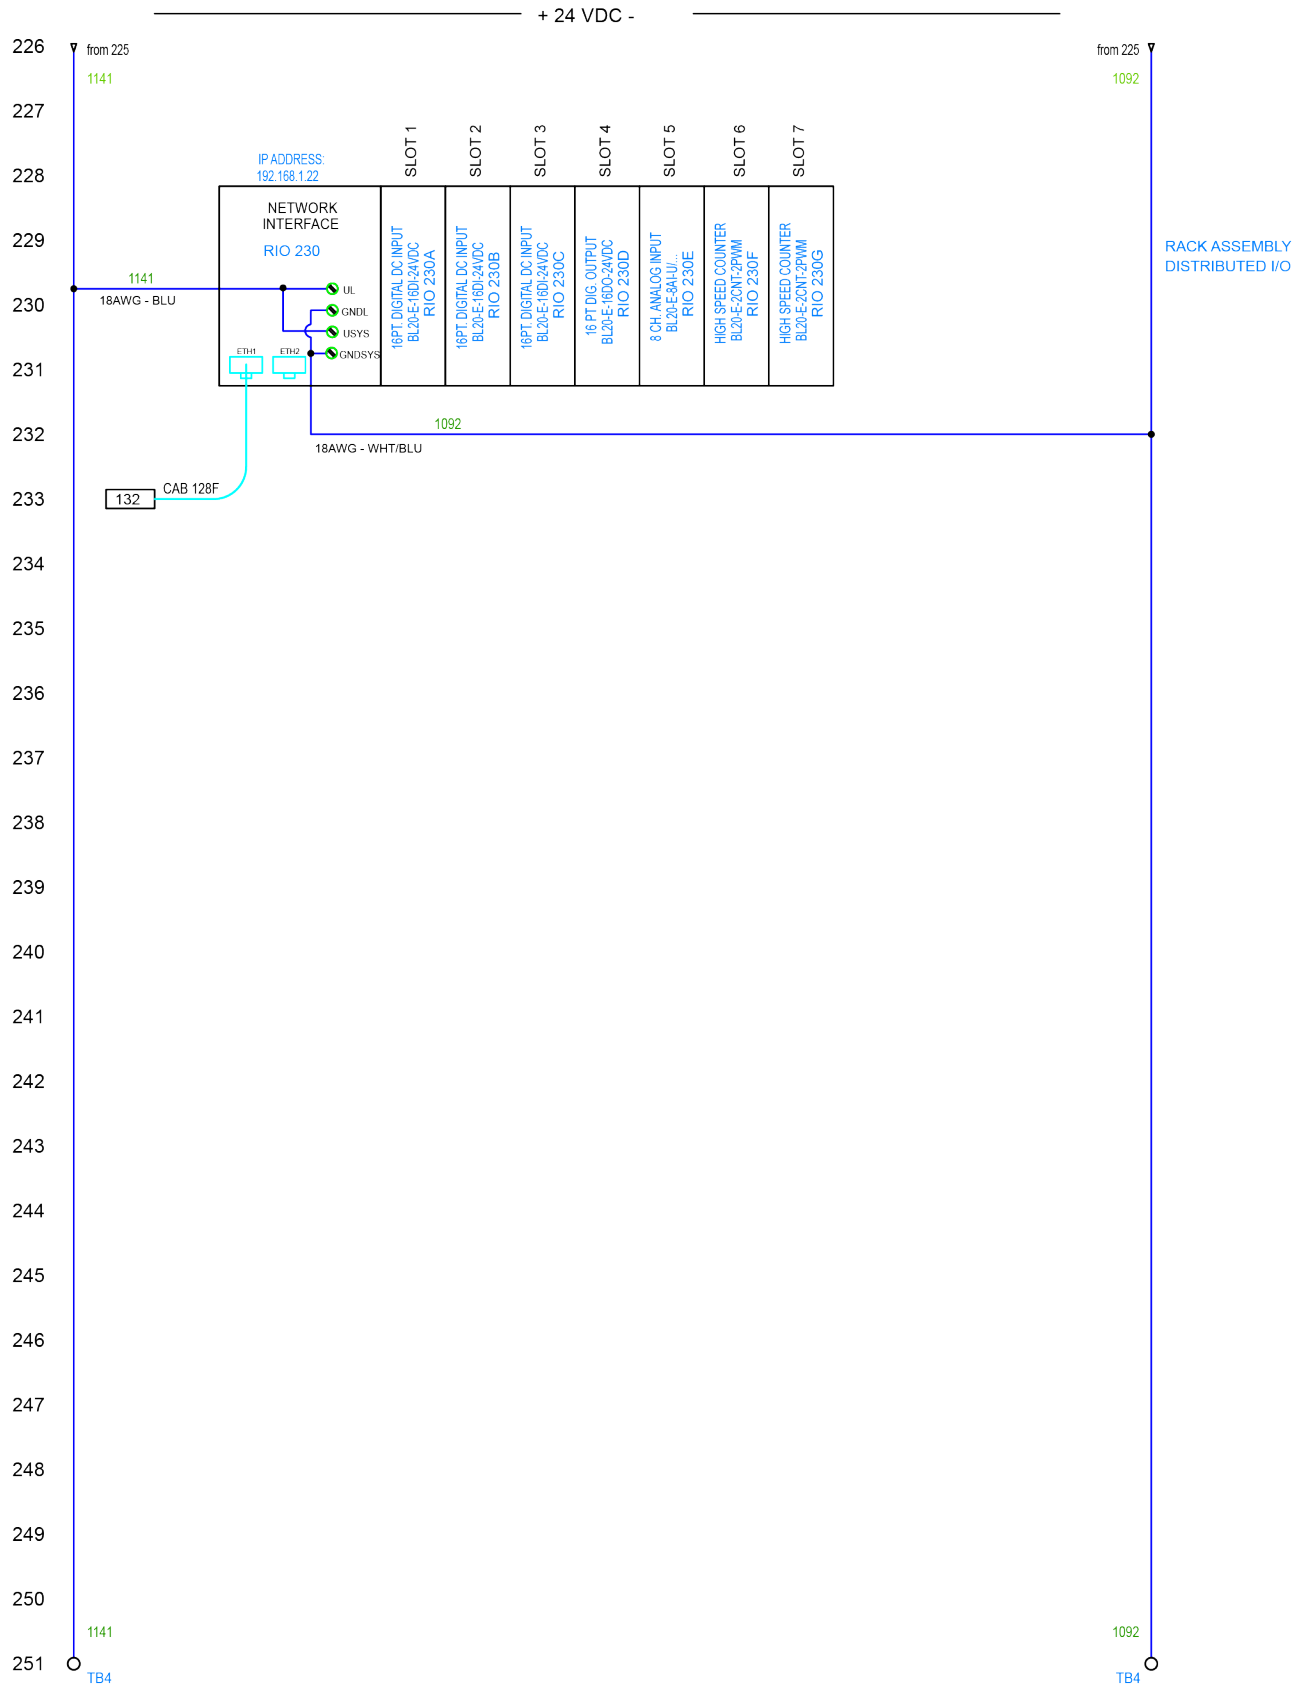 + 24 VDC -
226
from 225
from 225
1141
1092
227
SLOT 1
SLOT 2
SLOT 3
SLOT 4
SLOT 5
SLOT 6
SLOT 7
IP ADDRESS:
192.168.1.22
228
NETWORK
INTERFACE
RIO 230
229
16PT. DIGITAL DC INPUT
BL20-E-16DI-24VDC
RIO 230A
16PT. DIGITAL DC INPUT
BL20-E-16DI-24VDC
RIO 230B
16PT. DIGITAL DC INPUT
BL20-E-16DI-24VDC
RIO 230C
16 PT DIG. OUTPUT
BL20-E-16DO-24VDC
RIO 230D
8 CH. ANALOG INPUT
BL20-E-8AI-U/...
RIO 230E
HIGH SPEED COUNTER
BL20-E-2CNT-2PWM
RIO 230F
HIGH SPEED COUNTER
BL20-E-2CNT-2PWM
RIO 230G
RACK ASSEMBLY
DISTRIBUTED I/O
1141
18AWG - BLU
230
UL
GNDL
USYS
GNDSYS
ETH1
ETH2
231
1092
232
18AWG - WHT/BLU
CAB 128F
132
233
234
235
236
237
238
239
240
241
242
243
244
245
246
247
248
249
250
1141
1092
251
TB4
TB4